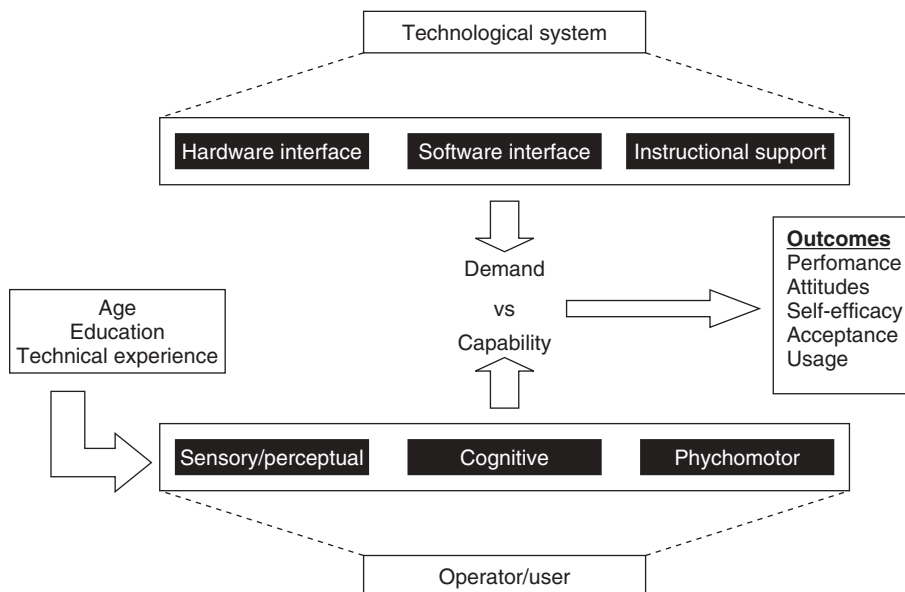 Technological system
Hardware interface
Software interface
Instructional support
Demand
vs
Capability
Outcomes
Perfomance
Attitudes
Self-efficacy
Acceptance
Usage
Age
Education
Technical experience
Sensory/perceptual
Cognitive
Phychomotor
Operator/user